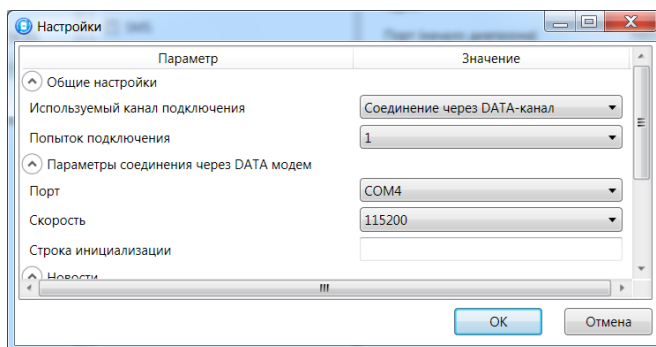 Настройки
Параметр Значение
Общие настройки
Используемый канал подключения Соединение через DATA-канал
Попыток подключения 1
Параметры соединения через DATA модем
Порт COM4
Скорость 115200
Строка инициализации
Новости
OK Отмена